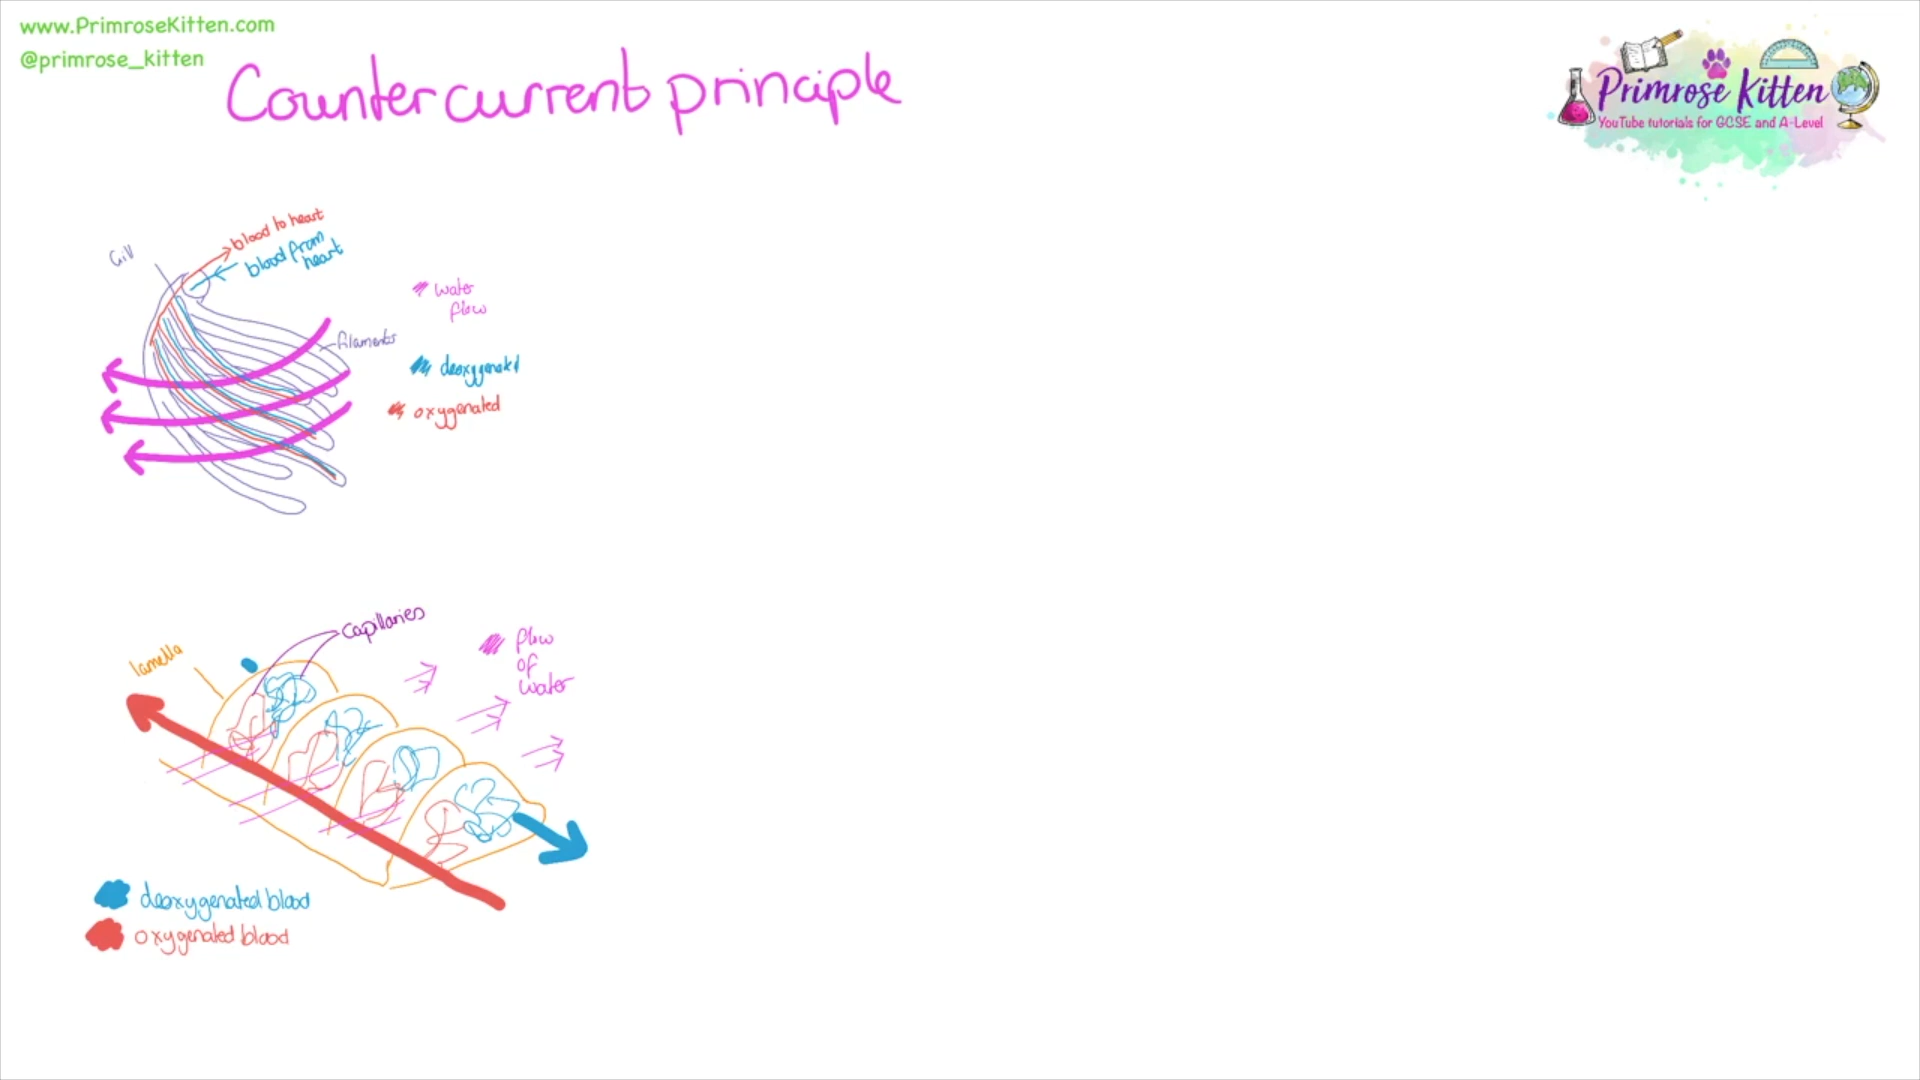 www.PrimroseKitten.com
@primrose_kitten
Countercurrent principle
Primrose Kitten
YouTube tutorials for GCSE and A-Level
Gill
blood to heart
blood from
heart
water
flow
filaments
deoxygenated
oxygenated
capillaries
lamella
flow
of
water
deoxygenated blood
oxygenated blood